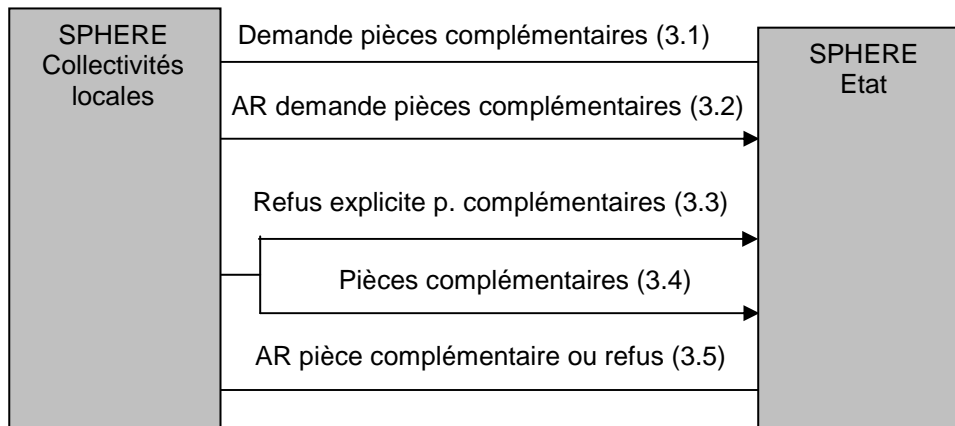 SPHERE
Collectivités
locales
Demande pièces complémentaires (3.1)
SPHERE
Etat
AR demande pièces complémentaires (3.2)
Refus explicite p. complémentaires (3.3)
Pièces complémentaires (3.4)
AR pièce complémentaire ou refus (3.5)